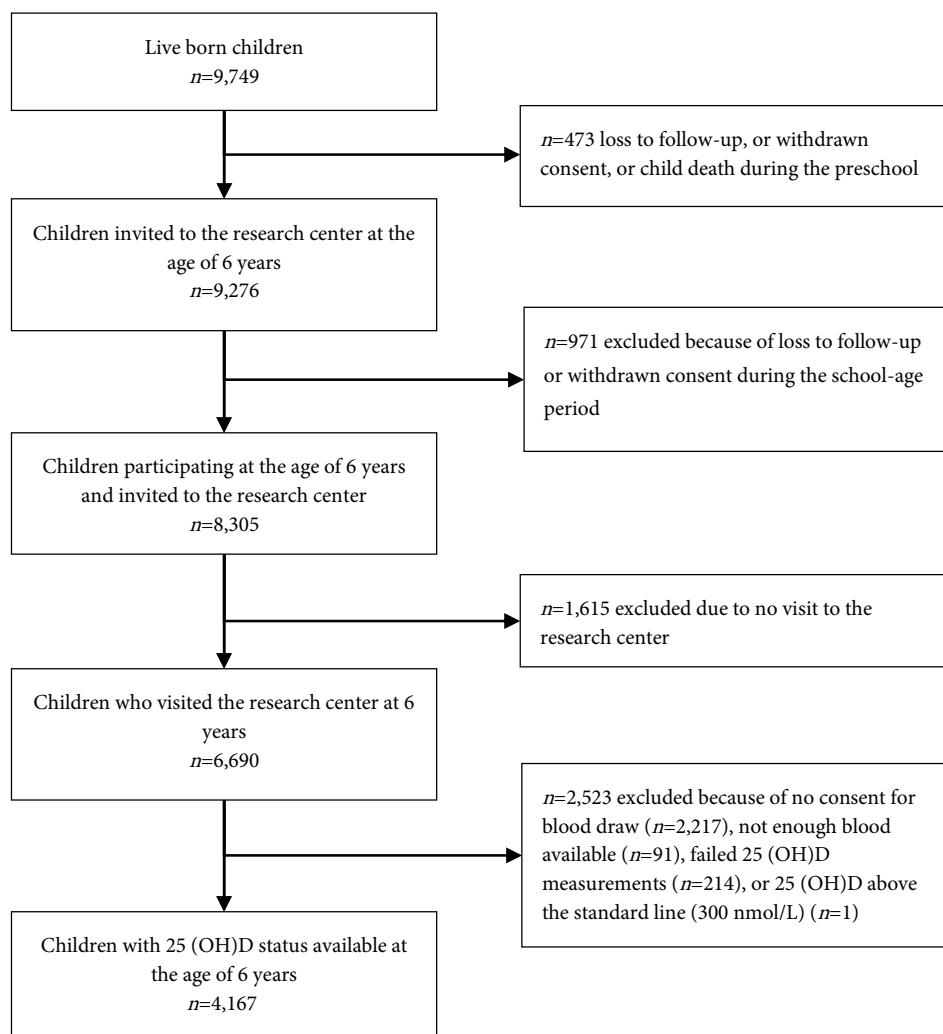 Live born children
n=9,749
n=473 loss to follow-up, or withdrawn
consent, or child death during the preschool
Children invited to the research center at the
age of 6 years
n=9,276
n=971 excluded because of loss to follow-up
or withdrawn consent during the school-age
period
Children participating at the age of 6 years
and invited to the research center
n=8,305
n=1,615 excluded due to no visit to the
research center
Children who visited the research center at 6
years
n=6,690
n=2,523 excluded because of no consent for
blood draw (n=2,217), not enough blood
available (n=91), failed 25 (OH)D
measurements (n=214), or 25 (OH)D above
the standard line (300 nmol/L) (n=1)
Children with 25 (OH)D status available at
the age of 6 years
n=4,167